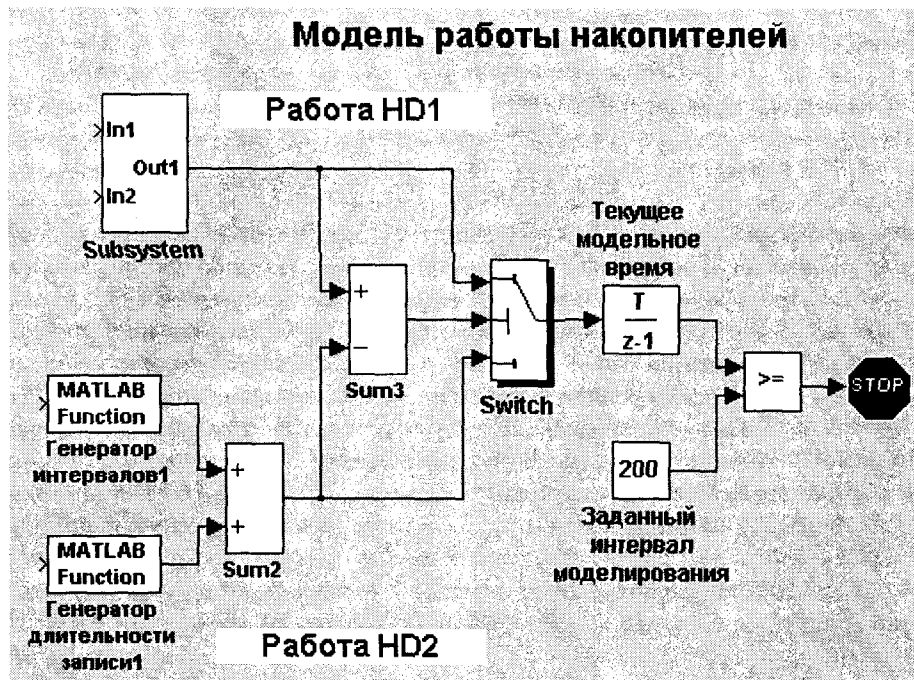 Модель работы накопителей
Работа HD1
In1
Out1
In2
Subsystem
Текущее
модельное
время
+
−
Sum3
Switch
T
z-1
>=
STOP
MATLAB
Function
Генератор
интервалов1
+
+
Sum2
200
Заданный
интервал
моделирования
MATLAB
Function
Генератор
длительности
записи1
Работа HD2